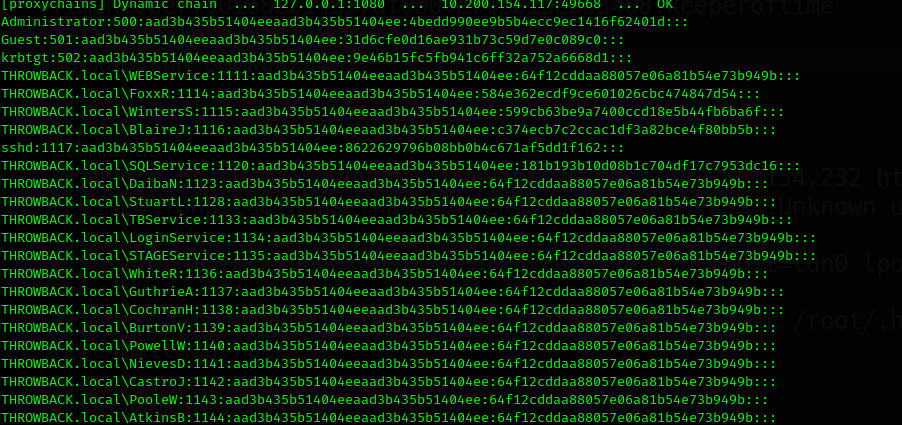 [proxychains] Dynamic chain  ...  127.0.0.1:1080  ...  10.200.154.117:49668  ...  OK
Administrator:500:aad3b435b51404eeaad3b435b51404ee:4bedd990ee9b5b4ecc9ec1416f62401d:::
Guest:501:aad3b435b51404eeaad3b435b51404ee:31d6cfe0d16ae931b73c59d7e0c089c0:::
krbtgt:502:aad3b435b51404eeaad3b435b51404ee:9e46b15fc5fb941c6ff32a752a6668d1:::
THROWBACK.local\WEBService:1111:aad3b435b51404eeaad3b435b51404ee:64f12cddaa88057e06a81b54e73b949b:::
THROWBACK.local\FoxxR:1114:aad3b435b51404eeaad3b435b51404ee:584e362ecdf9ce601026cbc474847d54:::
THROWBACK.local\WintersS:1115:aad3b435b51404eeaad3b435b51404ee:599cb63be9a7400ccd18e5b44fb6ba6f:::
THROWBACK.local\BlaireJ:1116:aad3b435b51404eeaad3b435b51404ee:c374ecb7c2ccac1df3a82bce4f80bb5b:::
sshd:1117:aad3b435b51404eeaad3b435b51404ee:8622629796b08bb0b4c671af5dd1f162:::
THROWBACK.local\SQLService:1120:aad3b435b51404eeaad3b435b51404ee:181b193b10d08b1c704df17c7953dc16:::
THROWBACK.local\DaibaN:1123:aad3b435b51404eeaad3b435b51404ee:64f12cddaa88057e06a81b54e73b949b:::
THROWBACK.local\StuartL:1128:aad3b435b51404eeaad3b435b51404ee:64f12cddaa88057e06a81b54e73b949b:::
THROWBACK.local\TBService:1133:aad3b435b51404eeaad3b435b51404ee:64f12cddaa88057e06a81b54e73b949b:::
THROWBACK.local\LoginService:1134:aad3b435b51404eeaad3b435b51404ee:64f12cddaa88057e06a81b54e73b949b:::
THROWBACK.local\STAGEService:1135:aad3b435b51404eeaad3b435b51404ee:64f12cddaa88057e06a81b54e73b949b:::
THROWBACK.local\WhiteR:1136:aad3b435b51404eeaad3b435b51404ee:64f12cddaa88057e06a81b54e73b949b:::
THROWBACK.local\GuthrieA:1137:aad3b435b51404eeaad3b435b51404ee:64f12cddaa88057e06a81b54e73b949b:::
THROWBACK.local\CochranH:1138:aad3b435b51404eeaad3b435b51404ee:64f12cddaa88057e06a81b54e73b949b:::
THROWBACK.local\BurtonV:1139:aad3b435b51404eeaad3b435b51404ee:64f12cddaa88057e06a81b54e73b949b:::
THROWBACK.local\PowellW:1140:aad3b435b51404eeaad3b435b51404ee:64f12cddaa88057e06a81b54e73b949b:::
THROWBACK.local\NievesD:1141:aad3b435b51404eeaad3b435b51404ee:64f12cddaa88057e06a81b54e73b949b:::
THROWBACK.local\CastroJ:1142:aad3b435b51404eeaad3b435b51404ee:64f12cddaa88057e06a81b54e73b949b:::
THROWBACK.local\PooleW:1143:aad3b435b51404eeaad3b435b51404ee:64f12cddaa88057e06a81b54e73b949b:::
THROWBACK.local\AtkinsB:1144:aad3b435b51404eeaad3b435b51404ee:64f12cddaa88057e06a81b54e73b949b:::